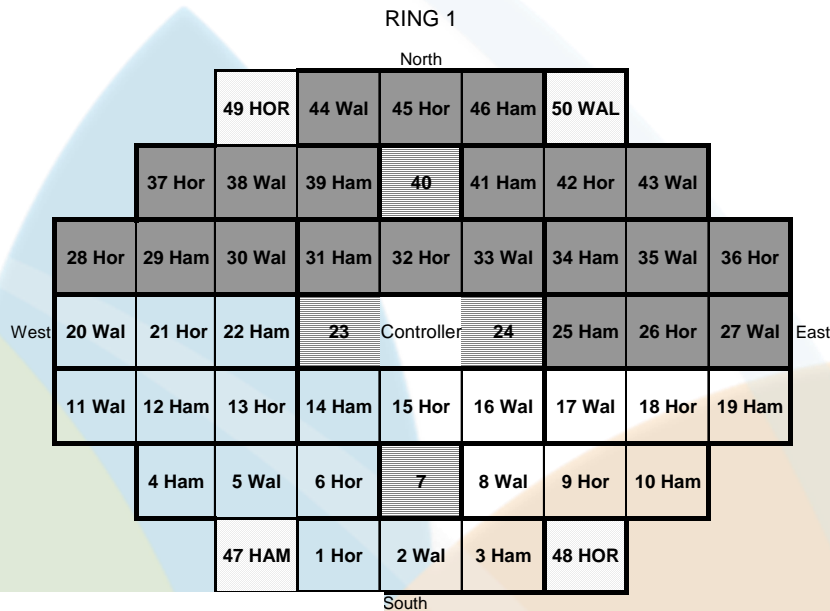 RING 1
North
49 HOR 44 Wal 45 Hor 46 Ham 50 WAL
37 Hor 38 Wal 39 Ham 40 41 Ham 42 Hor 43 Wal
28 Hor 29 Ham 30 Wal 31 Ham 32 Hor 33 Wal 34 Ham 35 Wal 36 Hor
West 20 Wal 21 Hor 22 Ham 23 Controller 24 25 Ham 26 Hor 27 Wal East
11 Wal 12 Ham 13 Hor 14 Ham 15 Hor 16 Wal 17 Wal 18 Hor 19 Ham
4 Ham 5 Wal 6 Hor 7 8 Wal 9 Hor 10 Ham
47 HAM 1 Hor 2 Wal 3 Ham 48 HOR
South